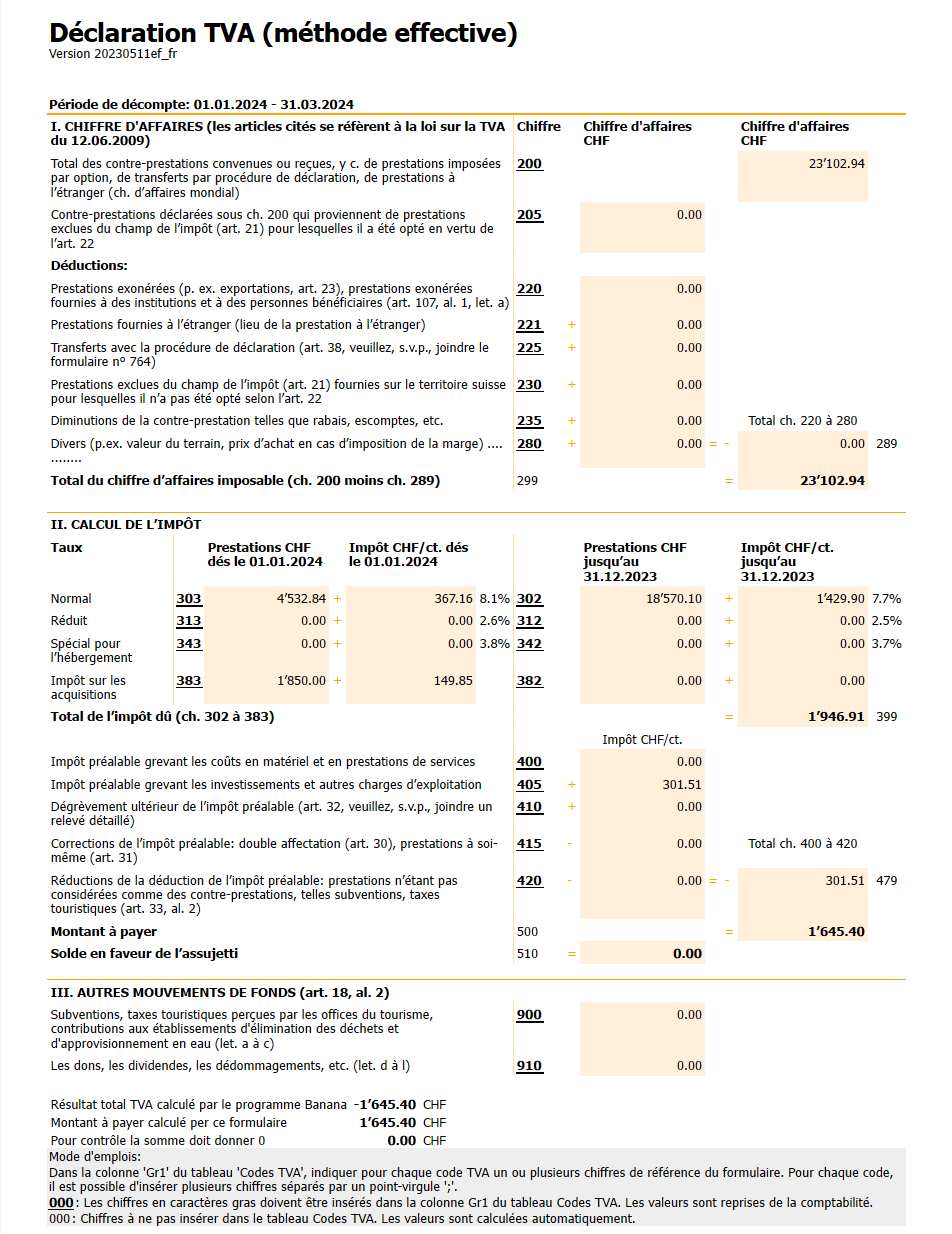 Déclaration TVA (méthode effective)
Version 20230511ef_fr
Période de décompte: 01.01.2024 - 31.03.2024
I. CHIFFRE D'AFFAIRES (les articles cités se réfèrent à la loi sur la TVA Chiffre Chiffre d'affaires Chiffre d'affaires
du 12.06.2009) CHF CHF
Total des contre-prestations convenues ou reçues, y c. de prestations imposées 200 23’102.94
par option, de transferts par procédure de déclaration, de prestations à
l’étranger (ch. d’affaires mondial)
Contre-prestations déclarées sous ch. 200 qui proviennent de prestations 205 0.00
exclues du champ de l’impôt (art. 21) pour lesquelles il a été opté en vertu de
l’art. 22
Déductions:
Prestations exonérées (p. ex. exportations, art. 23), prestations exonérées 220 0.00
fournies à des institutions et à des personnes bénéficiaires (art. 107, al. 1, let. a)
Prestations fournies à l’étranger (lieu de la prestation à l’étranger) 221 + 0.00
Transferts avec la procédure de déclaration (art. 38, veuillez, s.v.p., joindre le 225 + 0.00
formulaire nº 764)
Prestations exclues du champ de l’impôt (art. 21) fournies sur le territoire suisse 230 + 0.00
pour lesquelles il n’a pas été opté selon l’art. 22
Diminutions de la contre-prestation telles que rabais, escomptes, etc. 235 + 0.00 Total ch. 220 à 280
Divers (p.ex. valeur du terrain, prix d’achat en cas d’imposition de la marge) .... 280 + 0.00 = - 0.00 289
........
Total du chiffre d’affaires imposable (ch. 200 moins ch. 289) 299 = 23’102.94
II. CALCUL DE L’IMPÔT
Taux Prestations CHF Impôt CHF/ct. dés Prestations CHF Impôt CHF/ct.
dés le 01.01.2024 le 01.01.2024 jusqu’au jusqu’au
31.12.2023 31.12.2023
Normal 303 4’532.84 + 367.16 8.1% 302 18’570.10 + 1’429.90 7.7%
Réduit 313 0.00 + 0.00 2.6% 312 0.00 + 0.00 2.5%
Spécial pour 343 0.00 + 0.00 3.8% 342 0.00 + 0.00 3.7%
l’hébergement
Impôt sur les 383 1’850.00 + 149.85 382 0.00 + 0.00
acquisitions
Total de l’impôt dû (ch. 302 à 383) = 1’946.91 399
Impôt CHF/ct.
Impôt préalable grevant les coûts en matériel et en prestations de services 400 0.00
Impôt préalable grevant les investissements et autres charges d’exploitation 405 + 301.51
Dégrèvement ultérieur de l’impôt préalable (art. 32, veuillez, s.v.p., joindre un 410 + 0.00
relevé détaillé)
Corrections de l’impôt préalable: double affectation (art. 30), prestations à soi- 415 - 0.00 Total ch. 400 à 420
même (art. 31)
Réductions de la déduction de l’impôt préalable: prestations n’étant pas 420 - 0.00 = - 301.51 479
considérées comme des contre-prestations, telles subventions, taxes
touristiques (art. 33, al. 2)
Montant à payer 500 = 1’645.40
Solde en faveur de l’assujetti 510 = 0.00
III. AUTRES MOUVEMENTS DE FONDS (art. 18, al. 2)
Subventions, taxes touristiques perçues par les offices du tourisme, 900 0.00
contributions aux établissements d'élimination des déchets et
d'approvisionnement en eau (let. a à c)
Les dons, les dividendes, les dédommagements, etc. (let. d à l) 910 0.00
Résultat total TVA calculé par le programme Banana -1’645.40 CHF
Montant à payer calculé per ce formulaire 1’645.40 CHF
Pour contrôle la somme doit donner 0 0.00 CHF
Mode d'emplois:
Dans la colonne 'Gr1' du tableau 'Codes TVA', indiquer pour chaque code TVA un ou plusieurs chiffres de référence du formulaire. Pour chaque code,
il est possible d'insérer plusieurs chiffres séparés par un point-virgule ';'.
000 : Les chiffres en caractères gras doivent être insérés dans la colonne Gr1 du tableau Codes TVA. Les valeurs sont reprises de la comptabilité.
000 : Chiffres à ne pas insérer dans le tableau Codes TVA. Les valeurs sont calculées automatiquement.